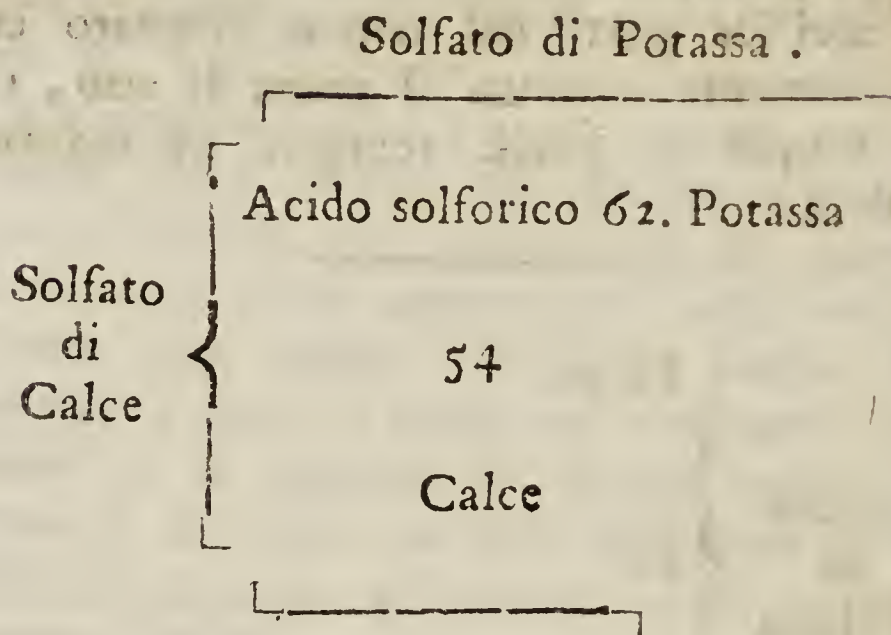 Solfato di Potassa .
Acido solforico 62. Potassa
Solfato
di
Calce
54
Calce